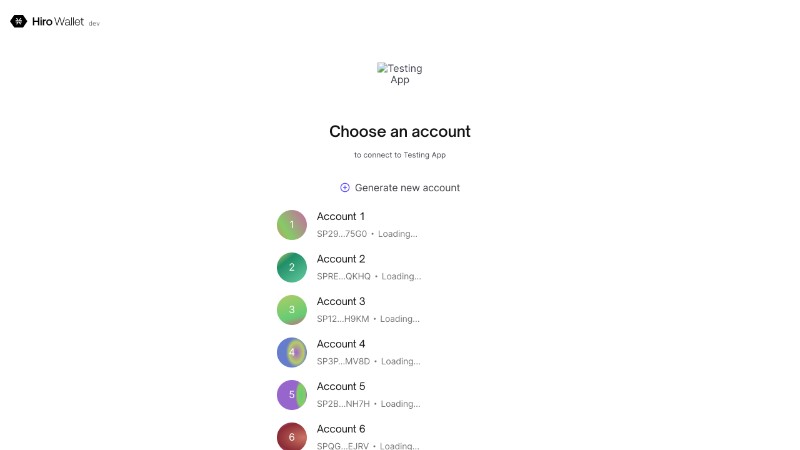 Hiro Wallet dev
Testing
App
Choose an account
to connect to Testing App
Generate new account
1
Account 1
SP29…75G0 • Loading...
2
Account 2
SPRE…QKHQ • Loading...
3
Account 3
SP12…H9KM • Loading...
4
Account 4
SP3P…MV8D • Loading...
5
Account 5
SP2B…NH7H • Loading...
6
Account 6
SPQG…EJRV • Loading...